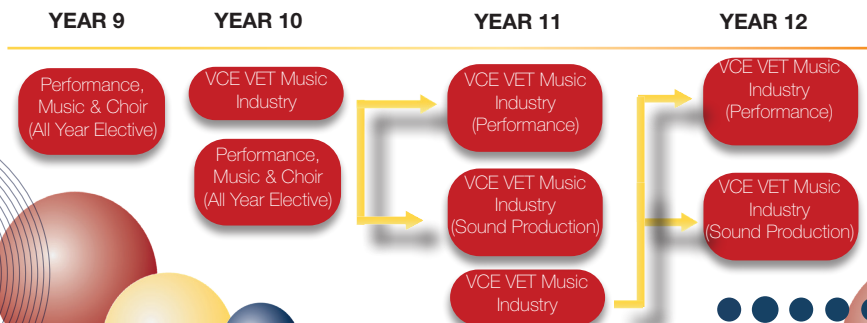 YEAR 9
YEAR 10
YEAR 11
YEAR 12
Performance,
Music & Choir
(All Year Elective)
VCE VET Music
Industry
Performance,
Music & Choir
(All Year Elective)
VCE VET Music
Industry
(Performance)
VCE VET Music
Industry
(Sound Production)
VCE VET Music
Industry
VCE VET Music
Industry
(Performance)
VCE VET Music
Industry
(Sound Production)